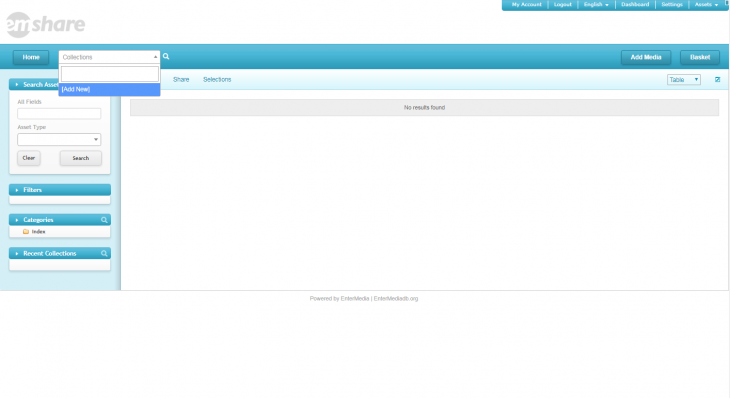 My Account Logout English Dashboard Settings Assets
emshare
Home Collections Add Media Basket
Search Asse Share Selections Table
[Add New]
All Fields No results found
Asset Type
Clear Search
Filters
Categories
Index
Recent Collections
Powered by EnterMedia | EnterMediadb.org